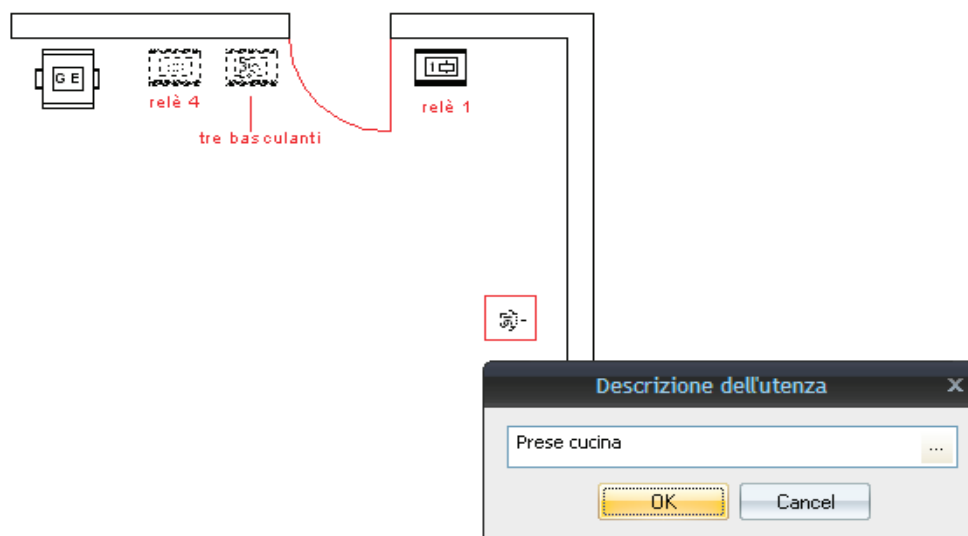 GE
relè 4
relè 1
tre basculanti
Descrizione dell'utenza
x
Prese cucina
...
OK
Cancel